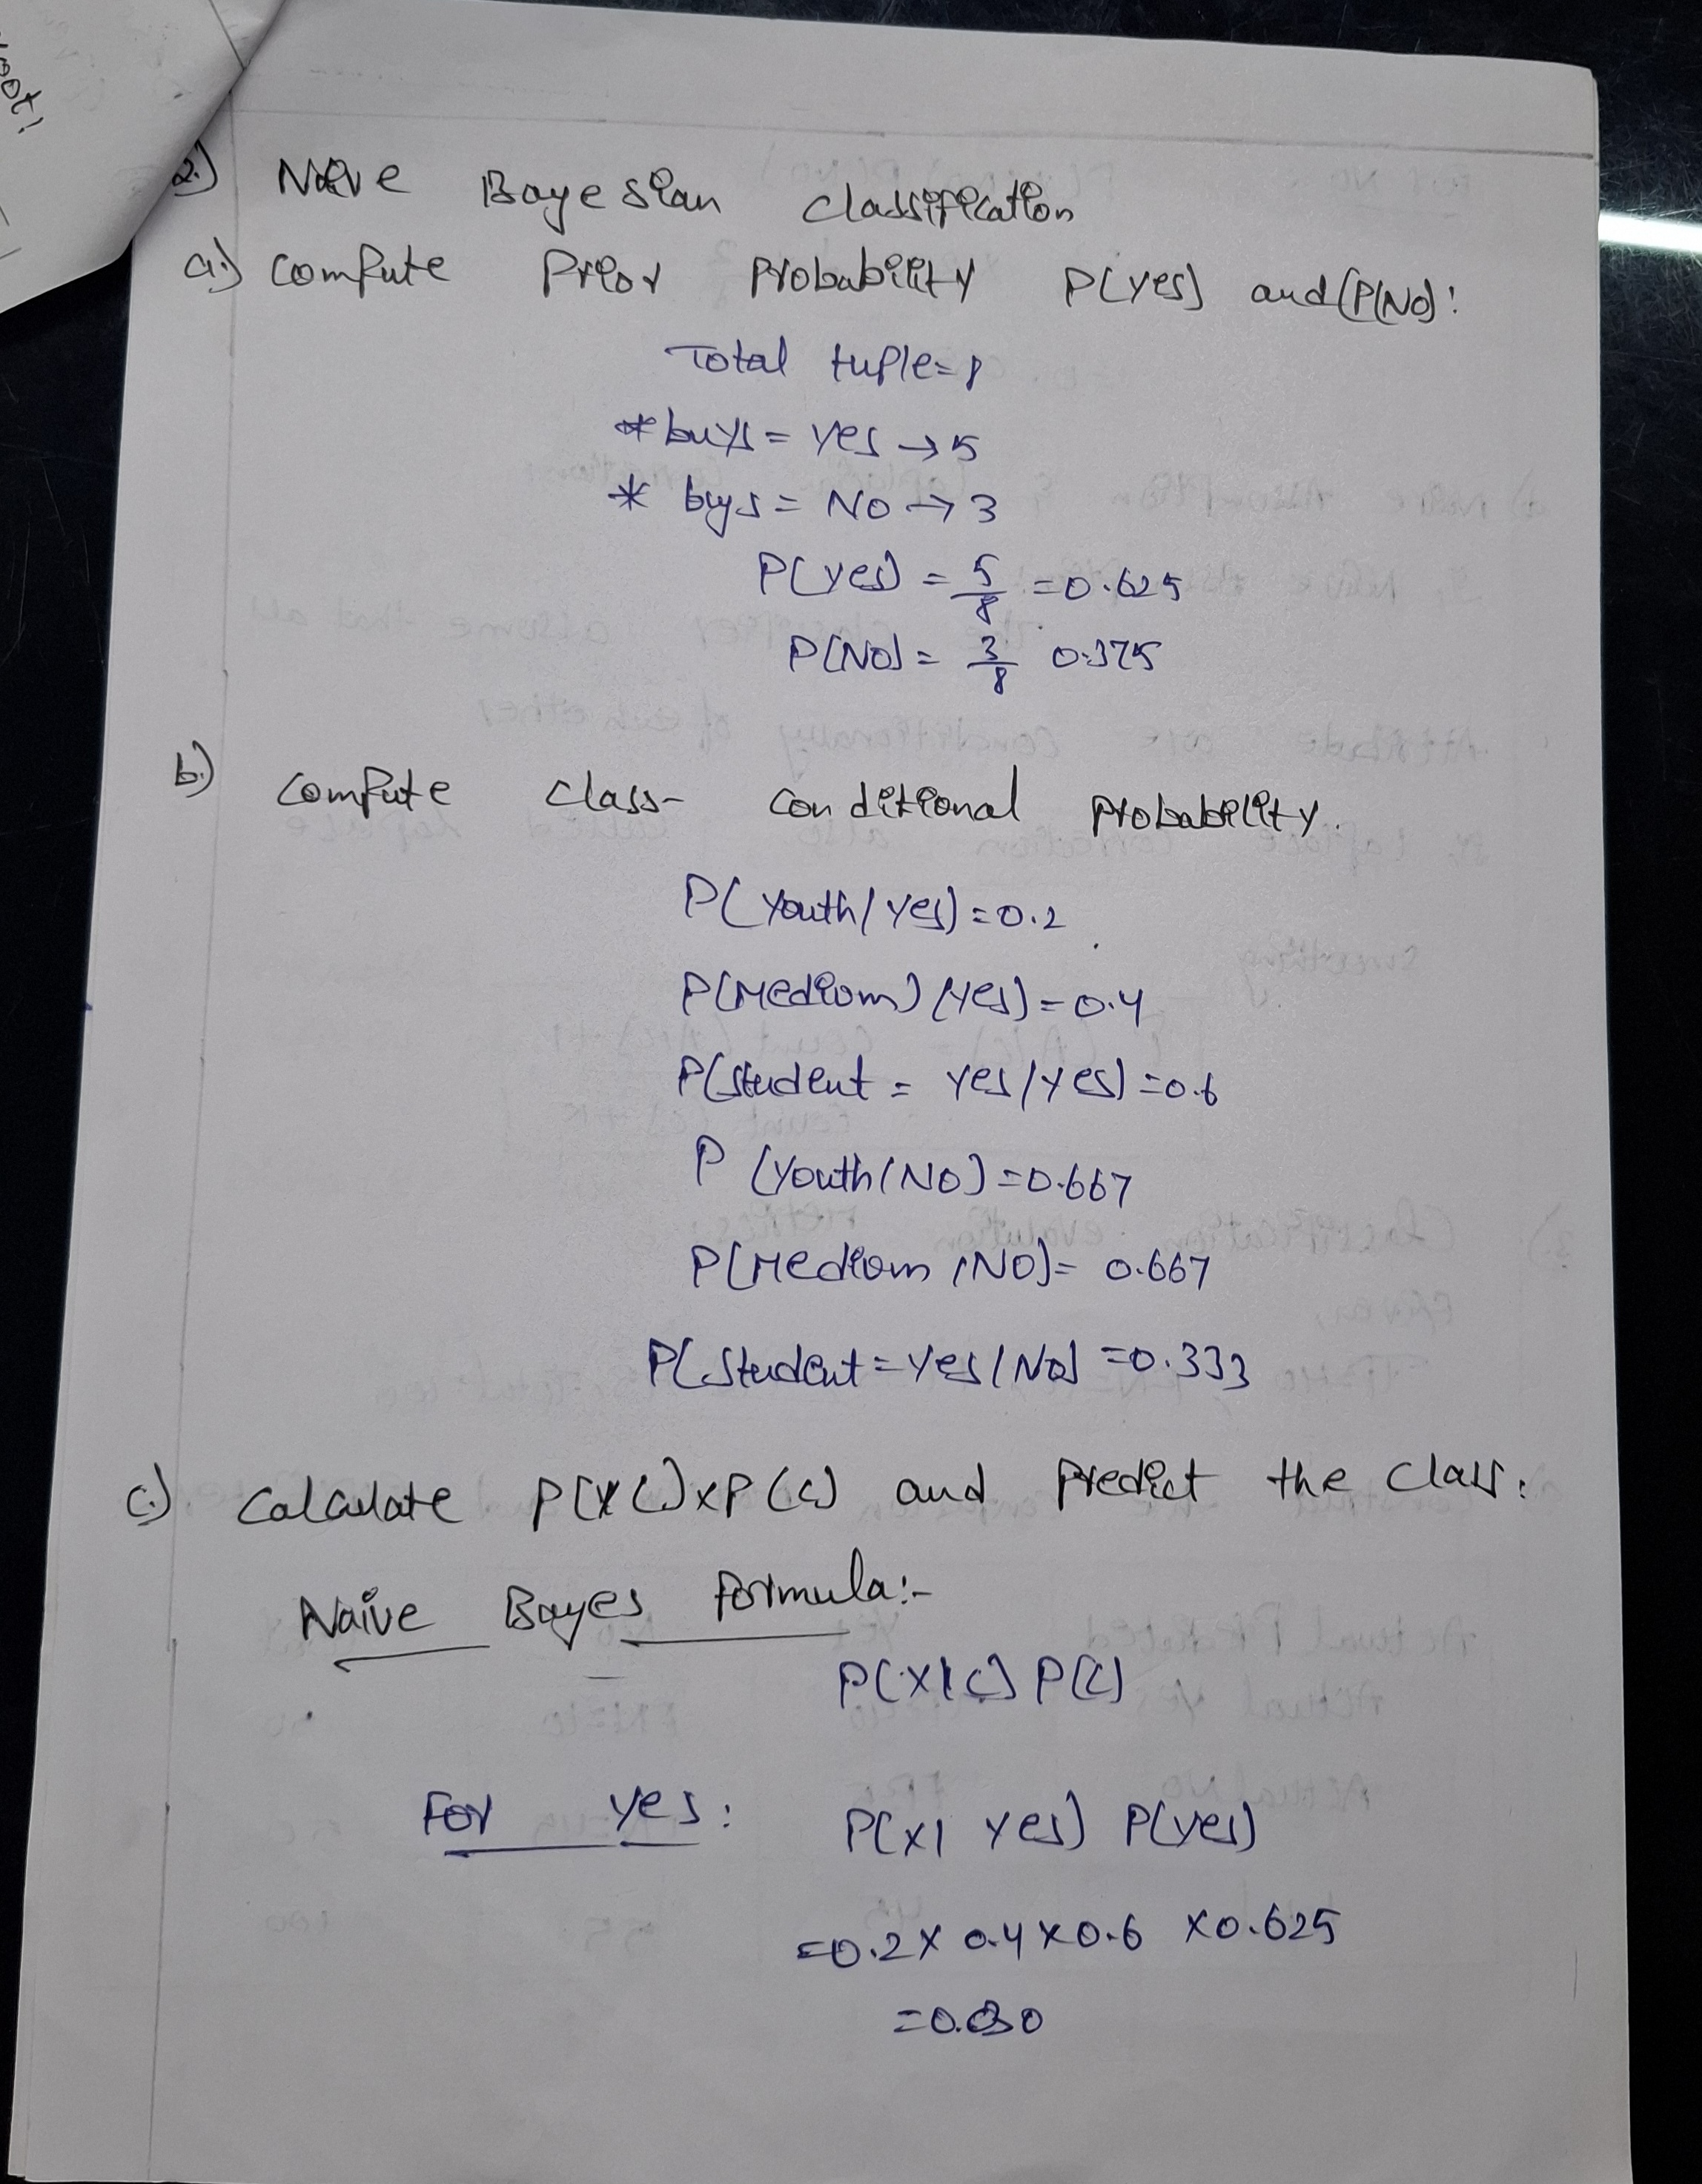 oot!
2.) Naive Bayesian Classification
a.) Compute Prior Probability P(yes) and (P(No):
Total tuple=8
* buys = yes → 5
* buys = No → 3
P(yes) = 5/8 = 0.625
P(No) = 3/8 0.375
b.) Compute Class- Conditional Probability.
P(Youth/yes) = 0.2
P(Medium) (yes) = 0.4
P(Student = yes/yes) = 0.6
P (Youth/No) = 0.667
P(Medium /No) = 0.667
P(Student = yes/No) = 0.333
c.) Calculate P(X C) x P(C) and Predict the Class:
Naive Bayes Formula:-
P(X|C) P(C)
For yes: P(X| yes) P(yes)
= 0.2 x 0.4 x 0.6 x 0.625
= 0.030